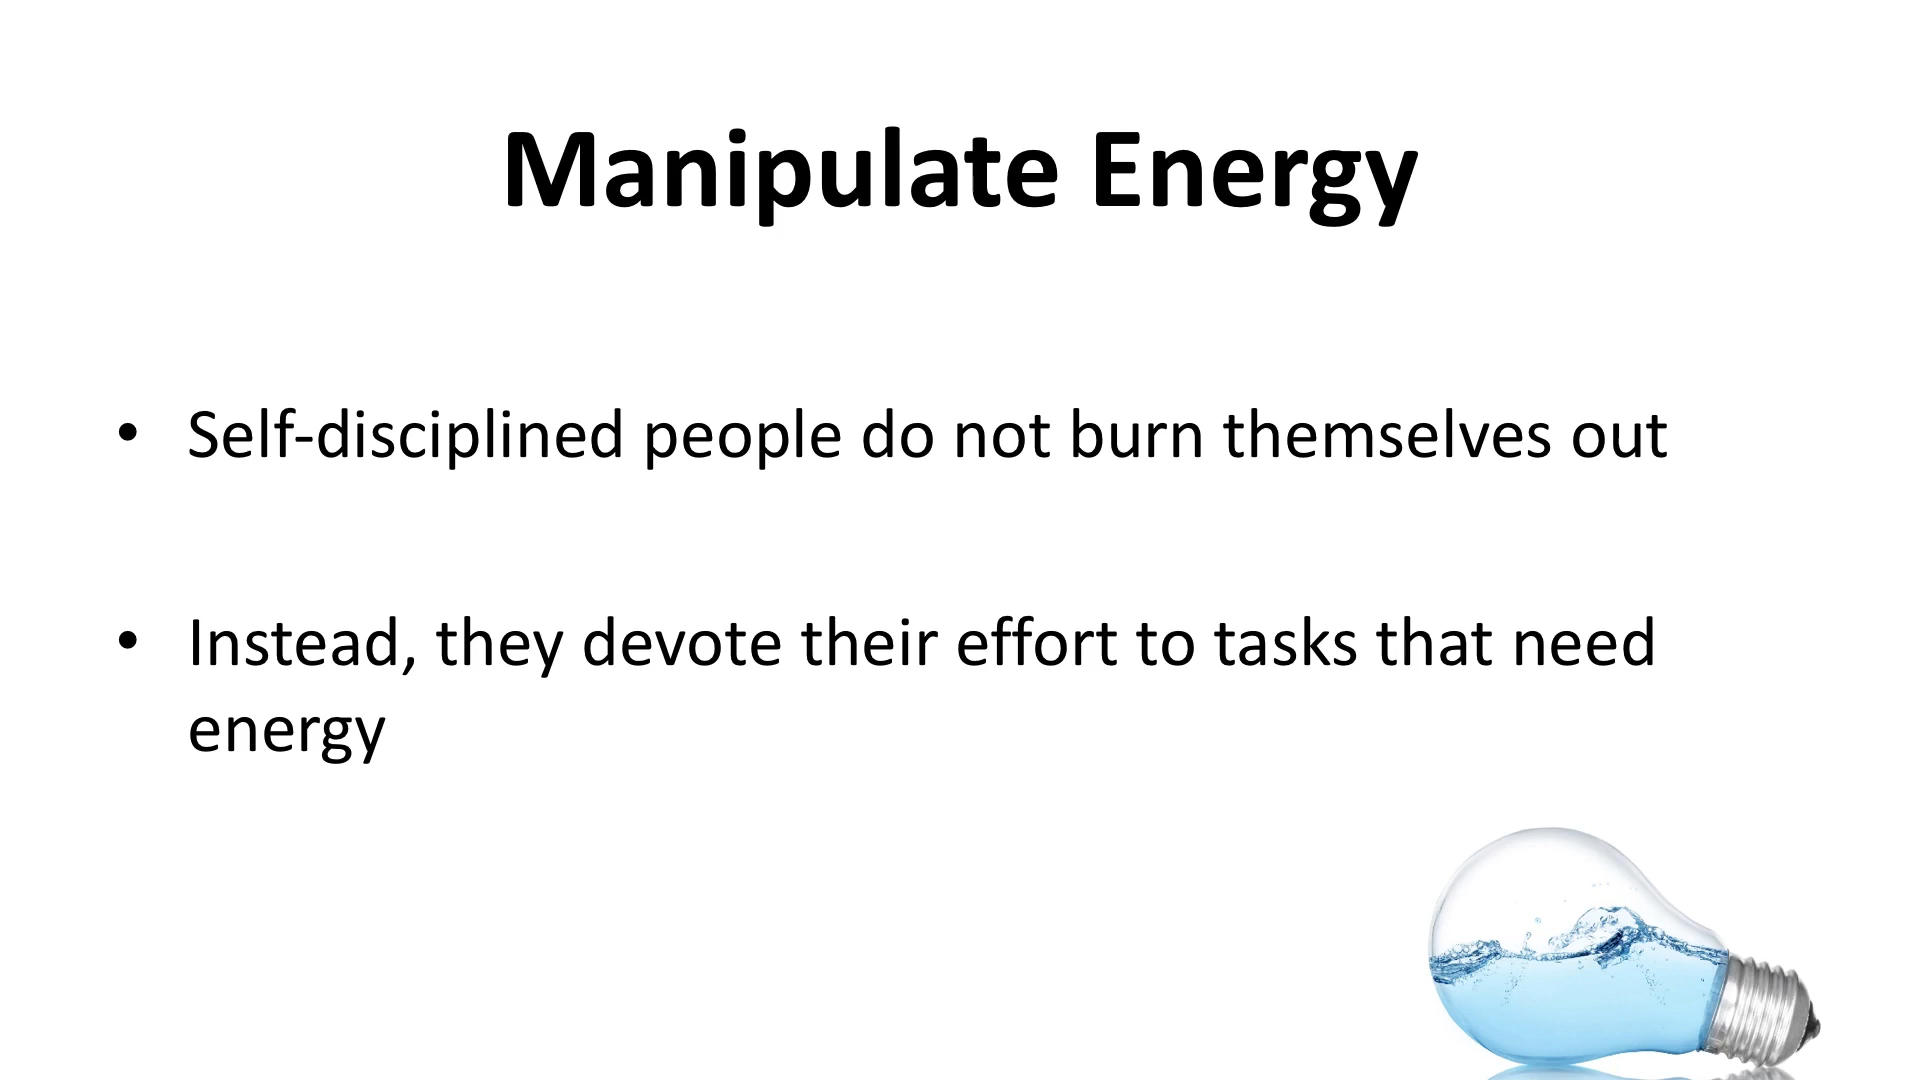 Manipulate Energy
• Self-disciplined people do not burn themselves out
• Instead, they devote their effort to tasks that need
energy